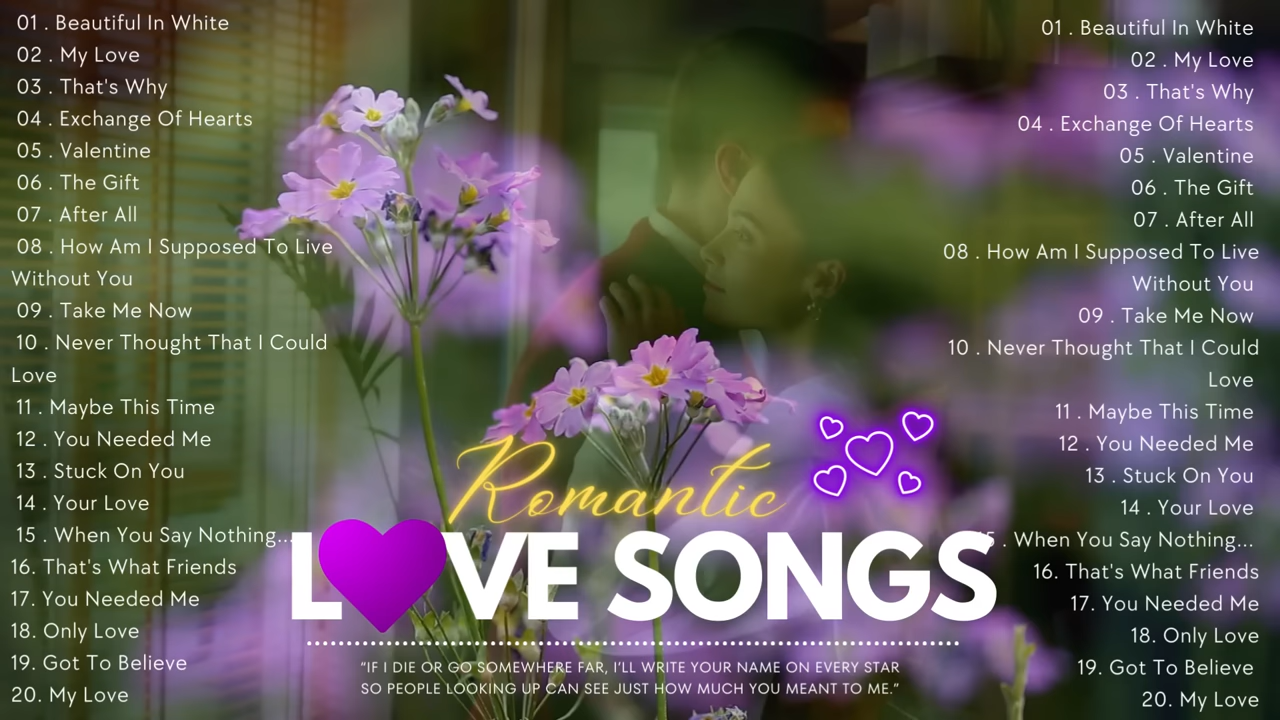 01 . Beautiful In White
02 . My Love
03 . That's Why
04 . Exchange Of Hearts
05 . Valentine
06 . The Gift
07 . After All
08 . How Am I Supposed To Live
Without You
09 . Take Me Now
10 . Never Thought That I Could
Love
11 . Maybe This Time
12 . You Needed Me
13 . Stuck On You
14 . Your Love
15 . When You Say Nothing...
16. That's What Friends
17. You Needed Me
18. Only Love
19. Got To Believe
20. My Love
Romantic
L VE SONGS
“IF I DIE OR GO SOMEWHERE FAR, I’LL WRITE YOUR NAME ON EVERY STAR
SO PEOPLE LOOKING UP CAN SEE JUST HOW MUCH YOU MEANT TO ME.”
01 . Beautiful In White
02 . My Love
03 . That's Why
04 . Exchange Of Hearts
05 . Valentine
06 . The Gift
07 . After All
08 . How Am I Supposed To Live
Without You
09 . Take Me Now
10 . Never Thought That I Could
Love
11 . Maybe This Time
12 . You Needed Me
13 . Stuck On You
14 . Your Love
. When You Say Nothing...
16. That's What Friends
17. You Needed Me
18. Only Love
19. Got To Believe
20. My Love